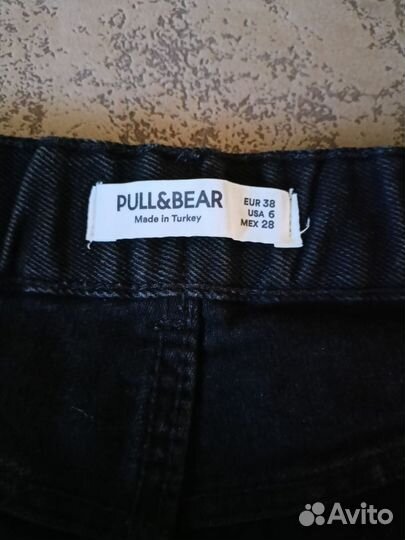 PULL&BEAR
Made in Turkey
EUR 38
USA 6
MEX 28
Avito